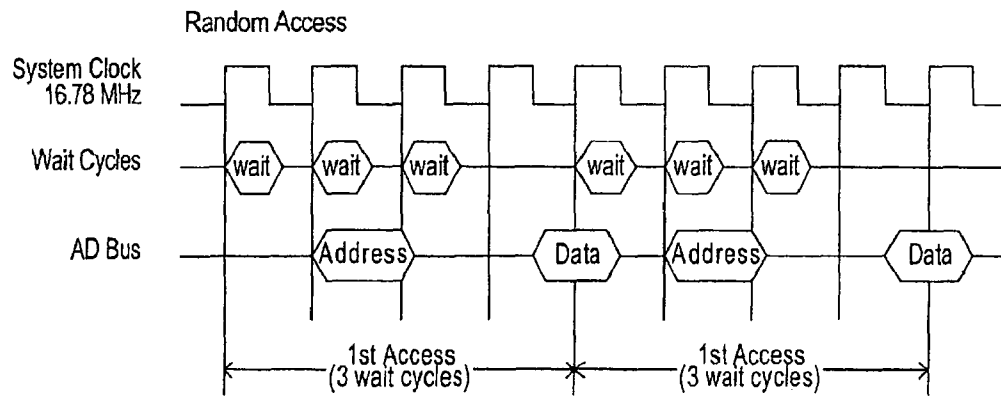 Random Access
System Clock
16.78 MHz
Wait Cycles
wait wait wait wait wait wait
AD Bus
Address Data Address Data
1st Access
(3 wait cycles)
1st Access
(3 wait cycles)